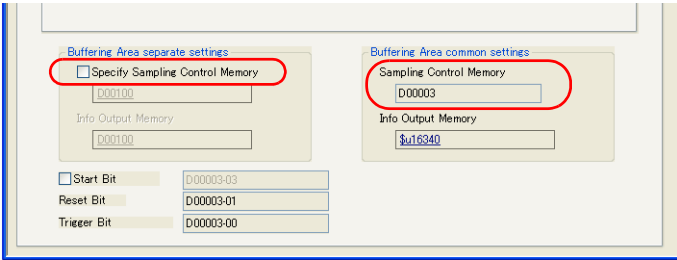 Buffering Area separate settings
Specify Sampling Control Memory
D00100
Info Output Memory
D00100
Buffering Area common settings
Sampling Control Memory
D00003
Info Output Memory
$u16340
Start Bit
D00003-03
Reset Bit
D00003-01
Trigger Bit
D00003-00